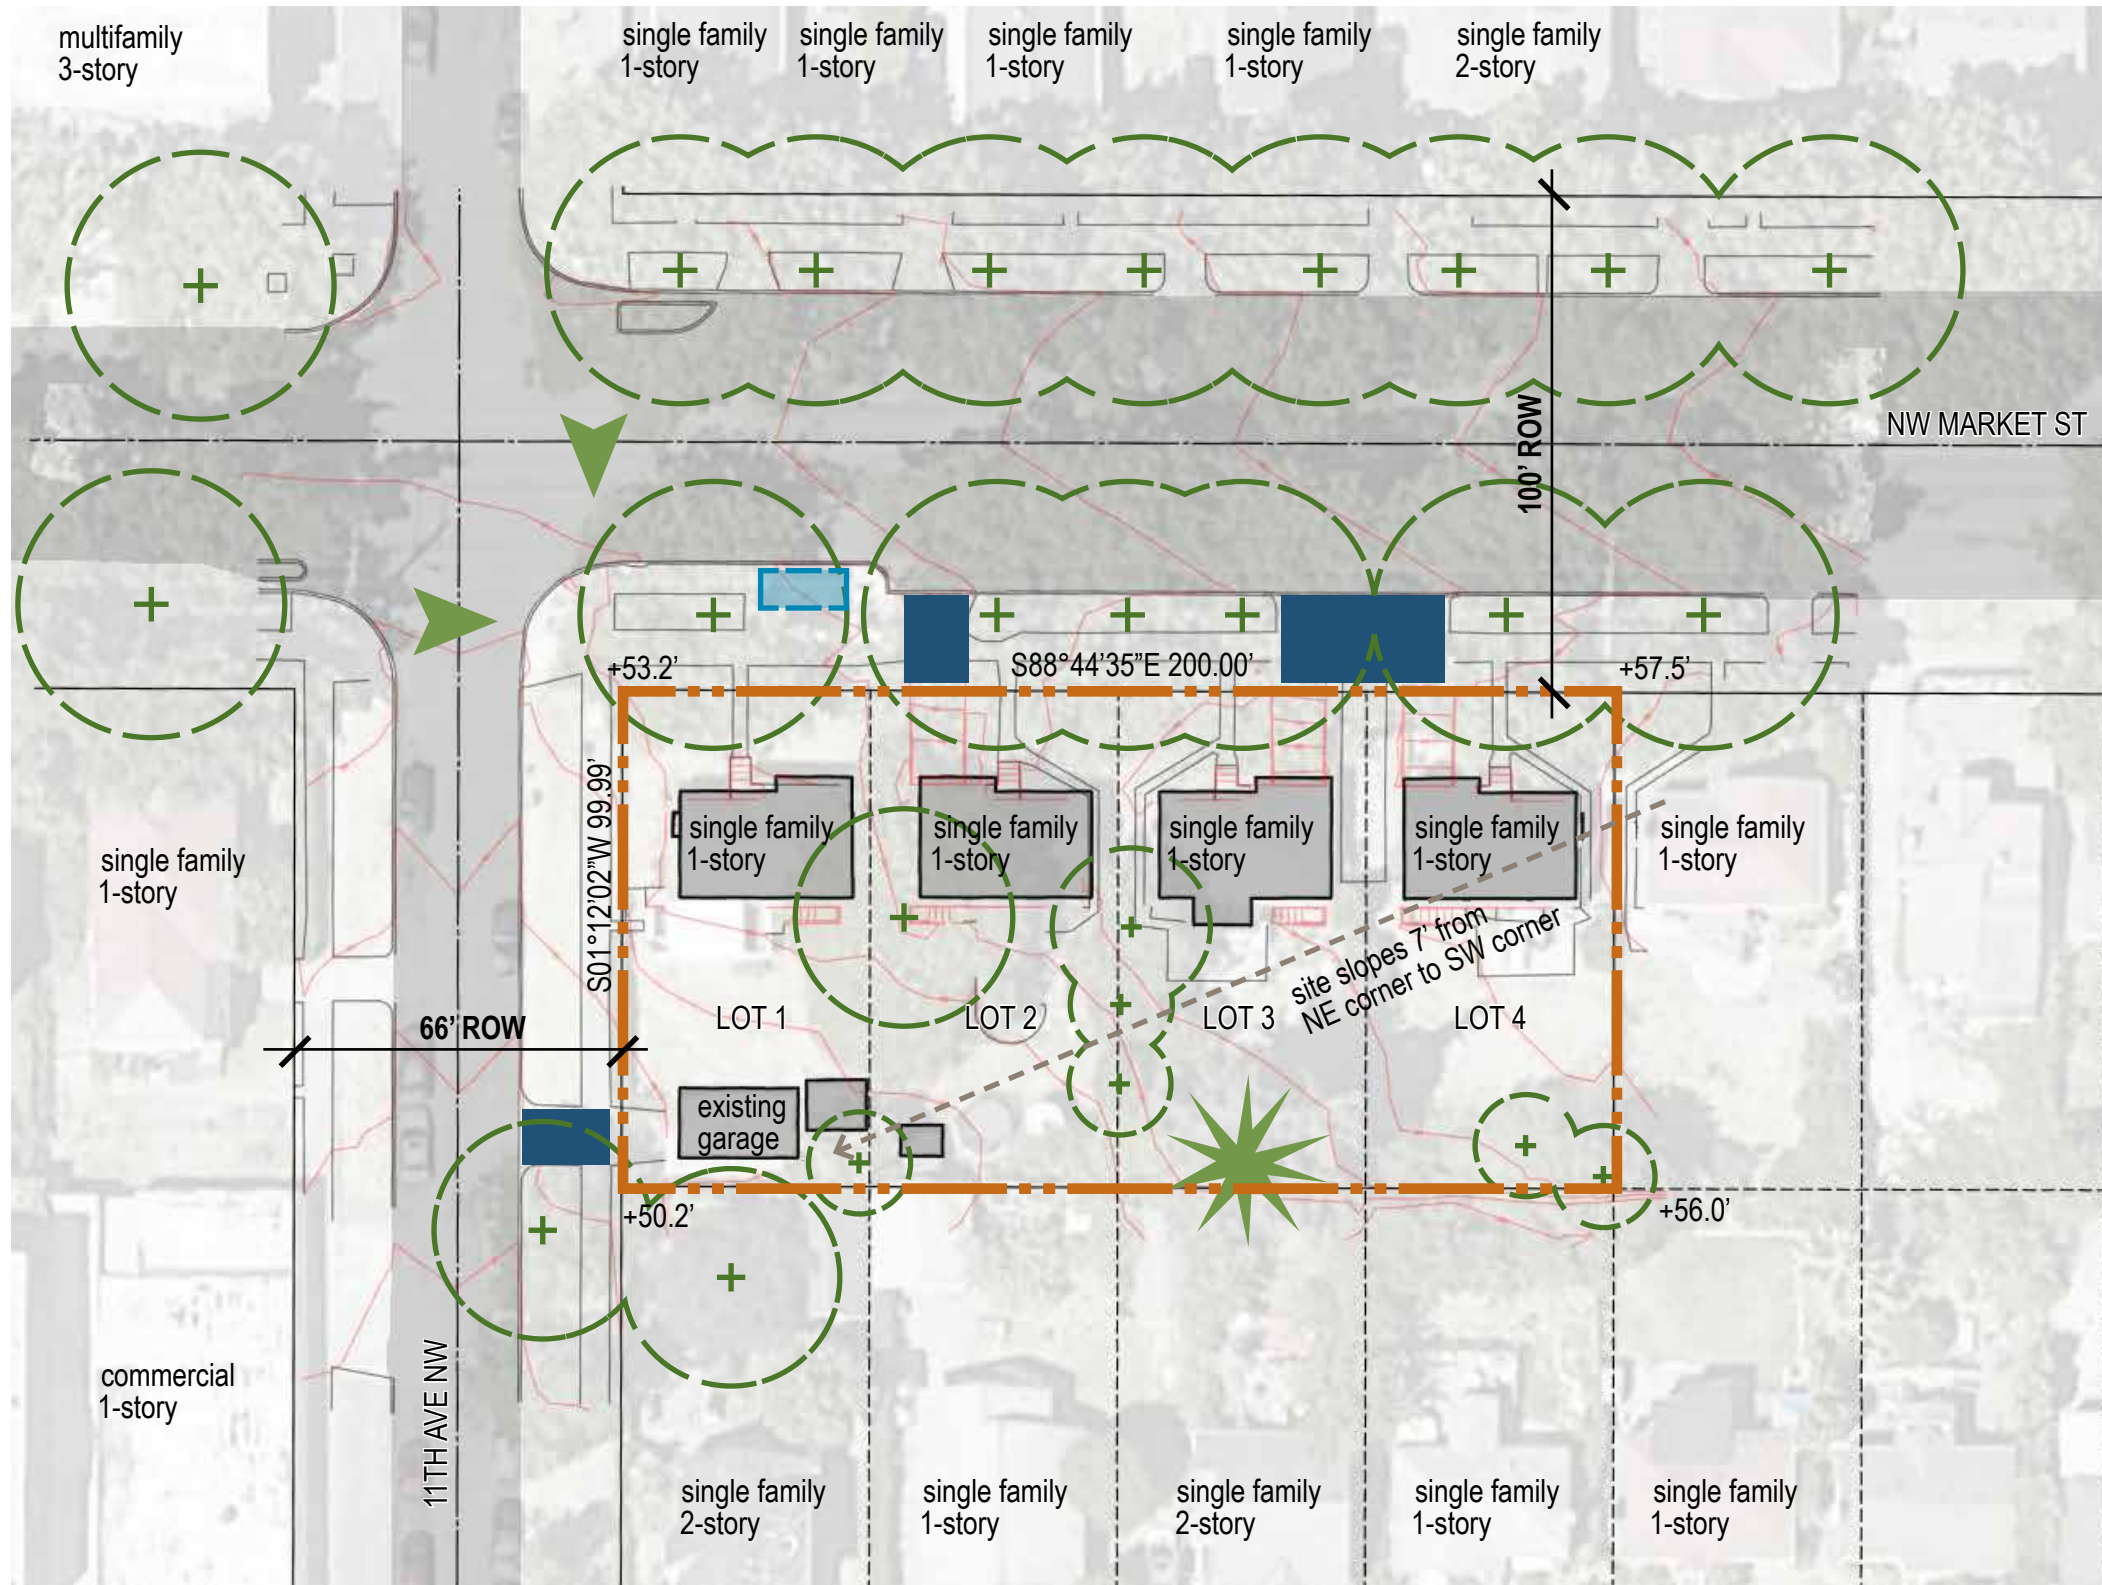 multifamily
3-story
single family
1-story
single family
1-story
single family
1-story
single family
1-story
single family
2-story
NW MARKET ST
100' ROW
+53.2'
S88°44'35"E 200.00'
+57.5'
S01°12'02"W 99.99'
single family
1-story
single family
1-story
single family
1-story
single family
1-story
single family
1-story
single family
1-story
site slopes 7' from
NE corner to SW corner
LOT 1
LOT 2
LOT 3
LOT 4
66' ROW
existing
garage
+50.2'
+56.0'
11TH AVE NW
commercial
1-story
single family
2-story
single family
1-story
single family
2-story
single family
1-story
single family
1-story